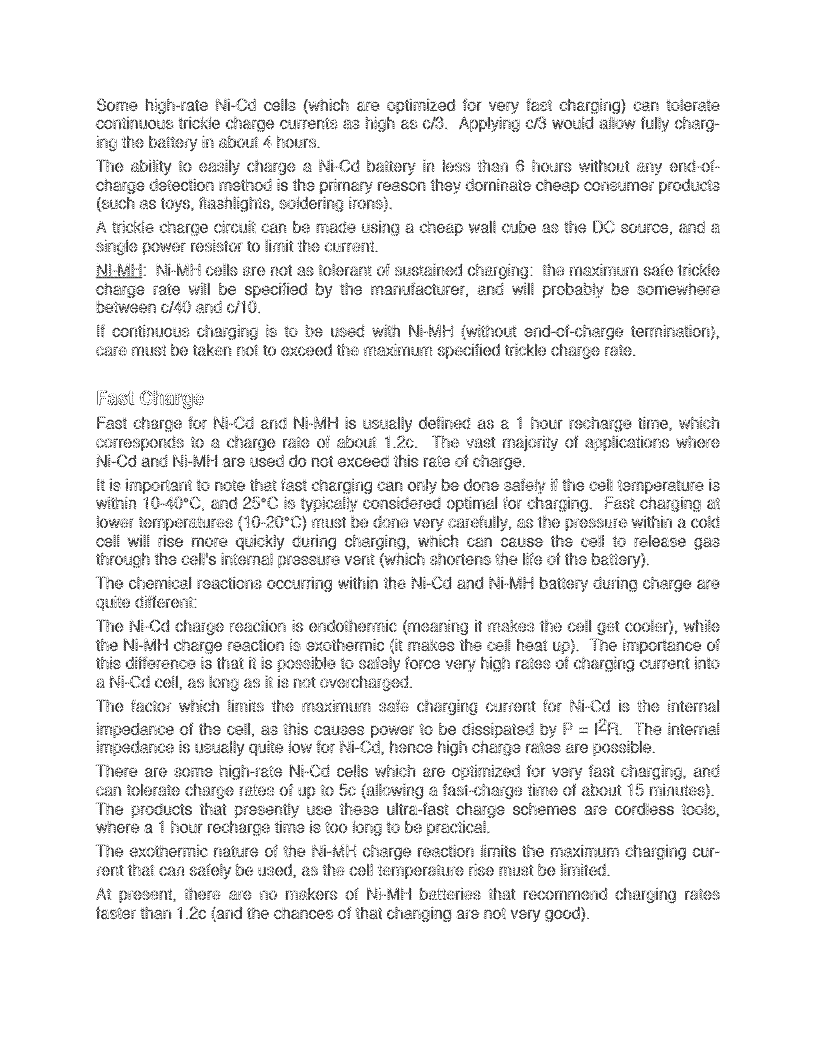 Some high-rate Ni-Cd cells (which are optimized for very fast charging) can tolerate
continuous trickle charge currents as high as c/3. Applying c/3 would allow fully charg-
ing the battery in about 4 hours.
The ability to easily charge a Ni-Cd battery in less than 6 hours without any end-of-
charge detection method is the primary reason they dominate cheap consumer products
(such as toys, flashlights, soldering irons).
A trickle charge circuit can be made using a cheap wall cube as the DC source, and a
single power resistor to limit the current.
Ni-MH: Ni-MH cells are not as tolerant of sustained charging: the maximum safe trickle
charge rate will be specified by the manufacturer, and will probably be somewhere
between c/40 and c/10.
If continuous charging is to be used with Ni-MH (without end-of-charge termination),
care must be taken not to exceed the maximum specified trickle charge rate.
Fast Charge
Fast charge for Ni-Cd and Ni-MH is usually defined as a 1 hour recharge time, which
corresponds to a charge rate of about 1.2c. The vast majority of applications where
Ni-Cd and Ni-MH are used do not exceed this rate of charge.
It is important to note that fast charging can only be done safely if the cell temperature is
within 10-40°C, and 25°C is typically considered optimal for charging. Fast charging at
lower temperatures (10-20°C) must be done very carefully, as the pressure within a cold
cell will rise more quickly during charging, which can cause the cell to release gas
through the cell's internal pressure vent (which shortens the life of the battery).
The chemical reactions occurring within the Ni-Cd and Ni-MH battery during charge are
quite different:
The Ni-Cd charge reaction is endothermic (meaning it makes the cell get cooler), while
the Ni-MH charge reaction is exothermic (it makes the cell heat up). The importance of
this difference is that it is possible to safely force very high rates of charging current into
a Ni-Cd cell, as long as it is not overcharged.
The factor which limits the maximum safe charging current for Ni-Cd is the internal
impedance of the cell, as this causes power to be dissipated by P = I²R. The internal
impedance is usually quite low for Ni-Cd, hence high charge rates are possible.
There are some high-rate Ni-Cd cells which are optimized for very fast charging, and
can tolerate charge rates of up to 5c (allowing a fast-charge time of about 15 minutes).
The products that presently use these ultra-fast charge schemes are cordless tools,
where a 1 hour recharge time is too long to be practical.
The exothermic nature of the Ni-MH charge reaction limits the maximum charging cur-
rent that can safely be used, as the cell temperature rise must be limited.
At present, there are no makers of Ni-MH batteries that recommend charging rates
faster than 1.2c (and the chances of that changing are not very good).